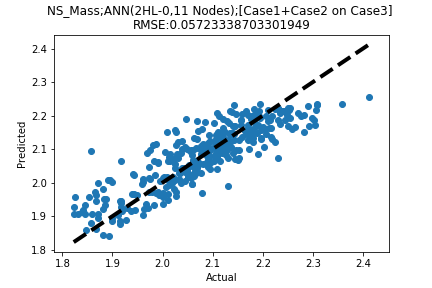 NS_Mass;ANN(2HL-0,11 Nodes);[Case1+Case2 on Case3]
RMSE:0.05723338703301949
2.4
2.3
2.2
2.1
2.0
1.9
1.8
Predicted
1.8 1.9 2.0 2.1 2.2 2.3 2.4
Actual